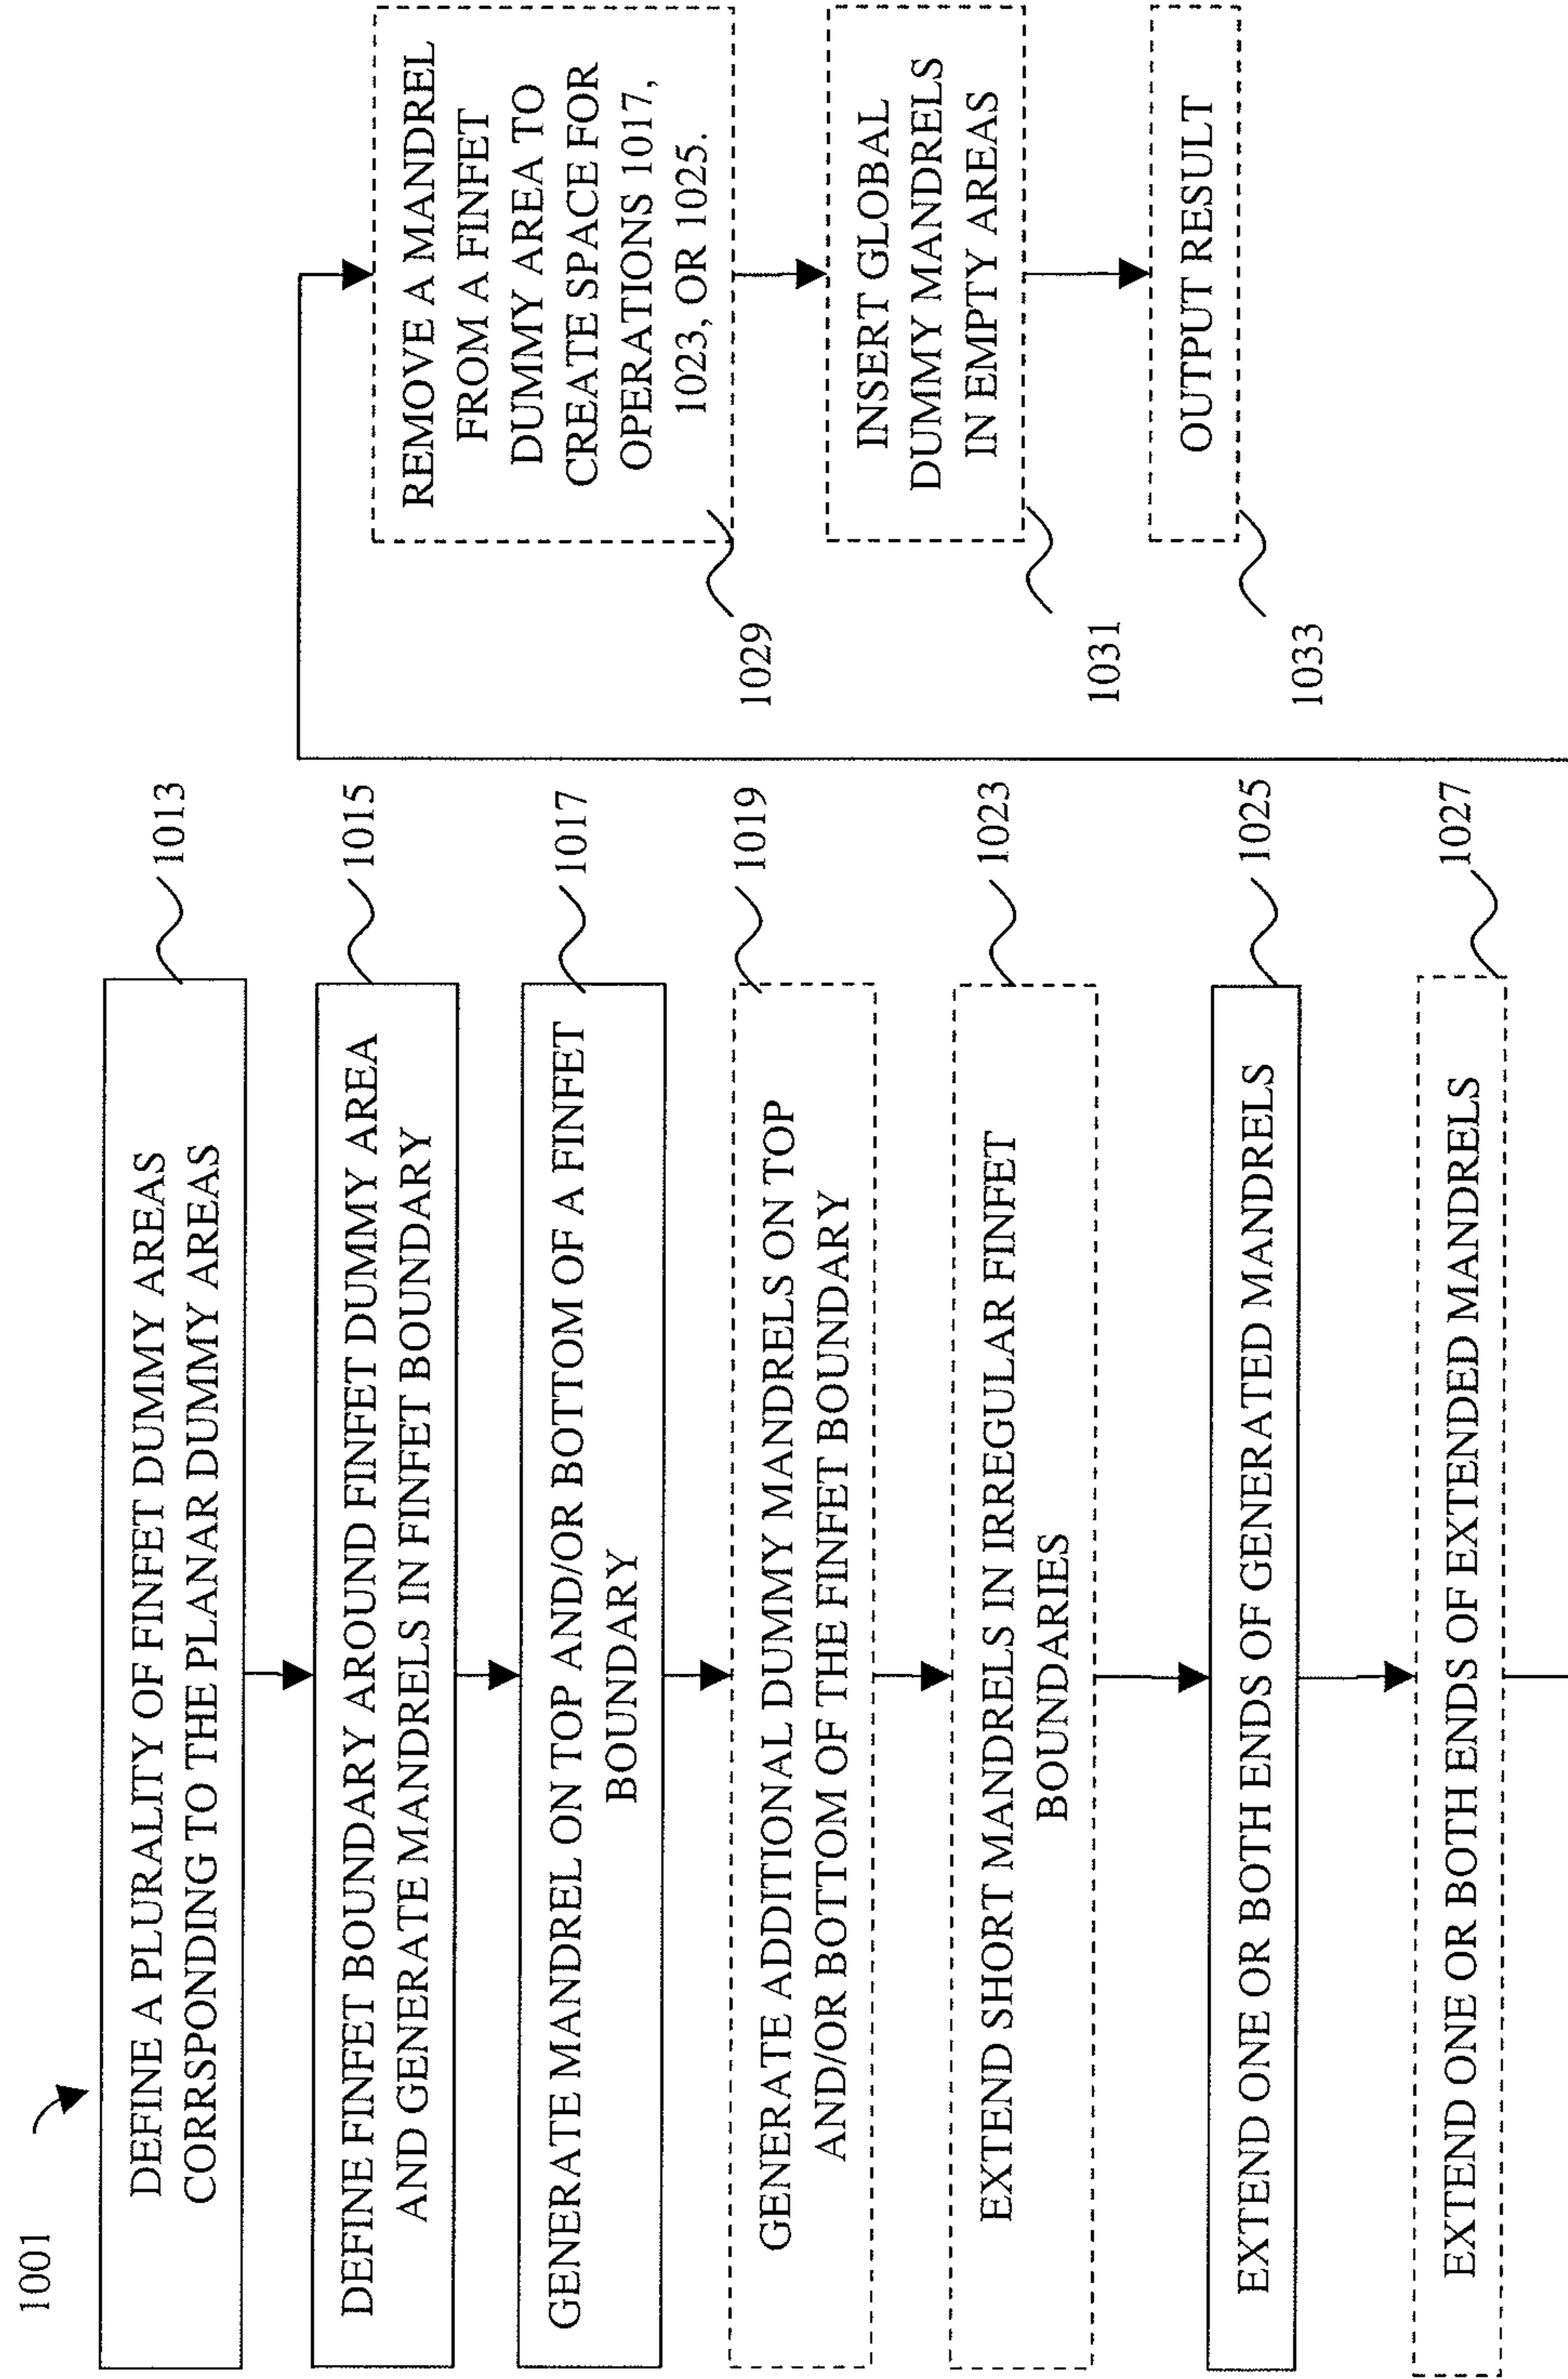 1001
DEFINE A PLURALITY OF FINFET DUMMY AREAS
CORRSPONDING TO THE PLANAR DUMMY AREAS
1013
DEFINE FINFET BOUNDARY AROUND FINFET DUMMY AREA
AND GENERATE MANDRELS IN FINFET BOUNDARY
1015
GENERATE MANDREL ON TOP AND/OR BOTTOM OF A FINFET
BOUNDARY
1017
GENERATE ADDITIONAL DUMMY MANDRELS ON TOP
AND/OR BOTTOM OF THE FINFET BOUNDARY
1019
EXTEND SHORT MANDRELS IN IRREGULAR FINFET
BOUNDARIES
1023
EXTEND ONE OR BOTH ENDS OF GENERATED MANDRELS
1025
EXTEND ONE OR BOTH ENDS OF EXTENDED MANDRELS
1027
REMOVE A MANDREL
FROM A FINFET
DUMMY AREA TO
CREATE SPACE FOR
OPERATIONS 1017,
1023, OR 1025.
1029
INSERT GLOBAL
DUMMY MANDRELS
IN EMPTY AREAS
1031
OUTPUT RESULT
1033